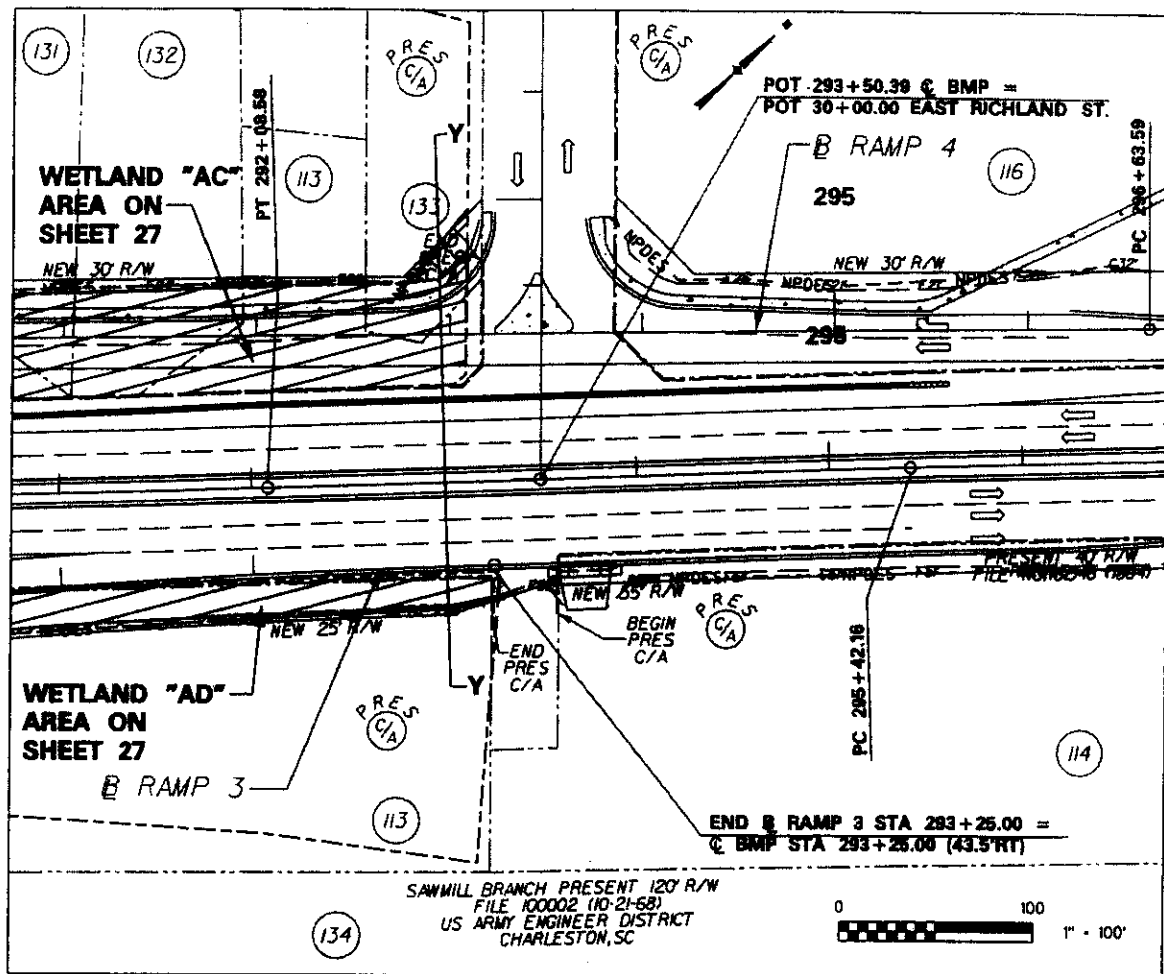 131
132
PRES
C/A
PRES
C/A
POT 293+50.39 ℄ BMP =
POT 30+00.00 EAST RICHLAND ST.
PT 292+08.58
Y
RAMP 4
116
PC 296+63.59
WETLAND "AC"
AREA ON
SHEET 27
113
133
295
NPDES
NEW 30' R/W
NEW 30' R/W
NPDES
NPDES
PRESENT 40' R/W
NPDES
NEW 25' R/W
BEGIN
PRES
C/A
END
PRES
C/A
PRES
C/A
Y
WETLAND "AD"
AREA ON
SHEET 27
PRES
C/A
PC 295+42.16
RAMP 3
113
114
END RAMP 3 STA 293+25.00 =
℄ BMP STA 293+25.00 (43.5'RT)
SAWMILL BRANCH PRESENT 120' R/W
FILE 100002 (10-21-68)
US ARMY ENGINEER DISTRICT
CHARLESTON, SC
134
0 100
1" = 100'